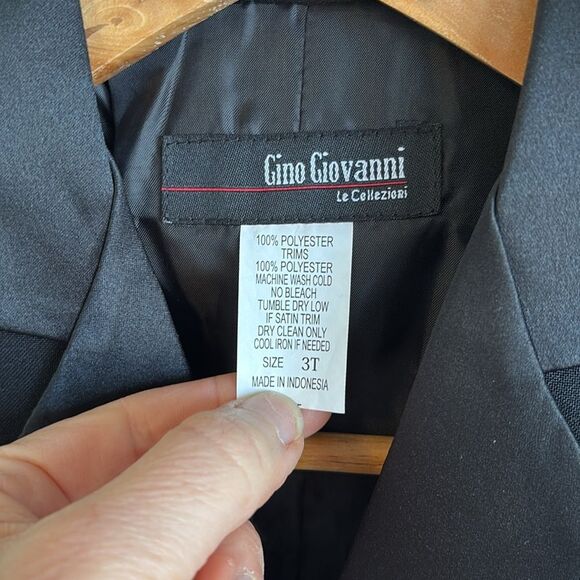 Gino Giovanni
Le Collezioni
100% POLYESTER
TRIMS
100% POLYESTER
MACHINE WASH COLD
NO BLEACH
TUMBLE DRY LOW
IF SATIN TRIM
DRY CLEAN ONLY
COOL IRON IF NEEDED
SIZE 3T
MADE IN INDONESIA